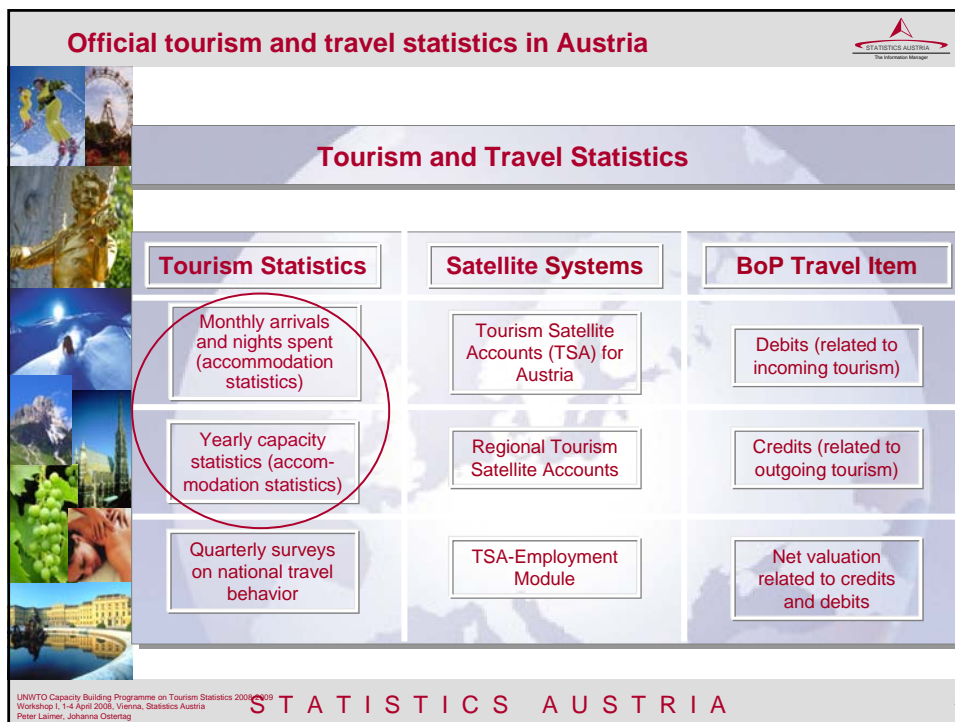 Official tourism and travel statistics in Austria
STATISTICS AUSTRIA
The Information Manager
Tourism and Travel Statistics
Tourism Statistics
Satellite Systems
BoP Travel Item
Monthly arrivals
and nights spent
(accommodation
statistics)
Tourism Satellite
Accounts (TSA) for
Austria
Debits (related to
incoming tourism)
Yearly capacity
statistics (accom-
modation statistics)
Regional Tourism
Satellite Accounts
Credits (related to
outgoing tourism)
Quarterly surveys
on national travel
behavior
TSA-Employment
Module
Net valuation
related to credits
and debits
UNWTO Capacity Building Programme on Tourism Statistics 2008-2009
Workshop I, 1-4 April 2008, Vienna, Statistics Austria
Peter Laimer, Johanna Ostertag
STATISTICS AUSTRIA